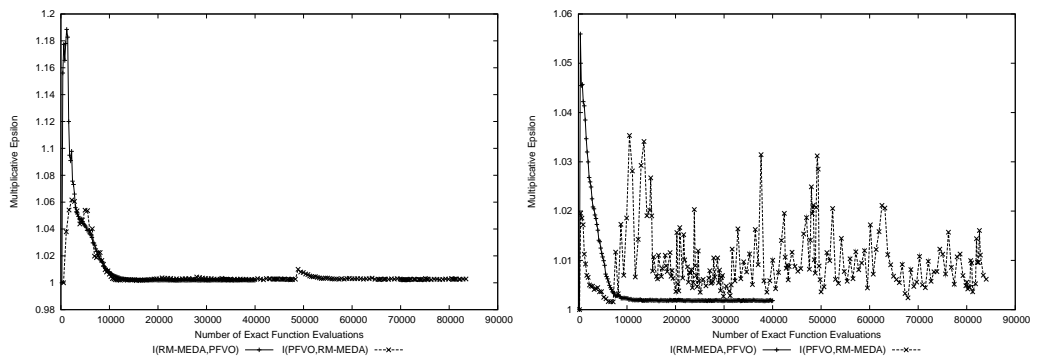 1.2
1.18
1.16
1.14
1.12
1.1
1.08
1.06
1.04
1.02
1
0.98
Multiplicative Epsilon
0 10000 20000 30000 40000 50000 60000 70000 80000 90000
Number of Exact Function Evaluations
I(RM-MEDA,PFVO) I(PFVO,RM-MEDA)
1.06
1.05
1.04
1.03
1.02
1.01
1
Multiplicative Epsilon
0 10000 20000 30000 40000 50000 60000 70000 80000 90000
Number of Exact Function Evaluations
I(RM-MEDA,PFVO) I(PFVO,RM-MEDA)